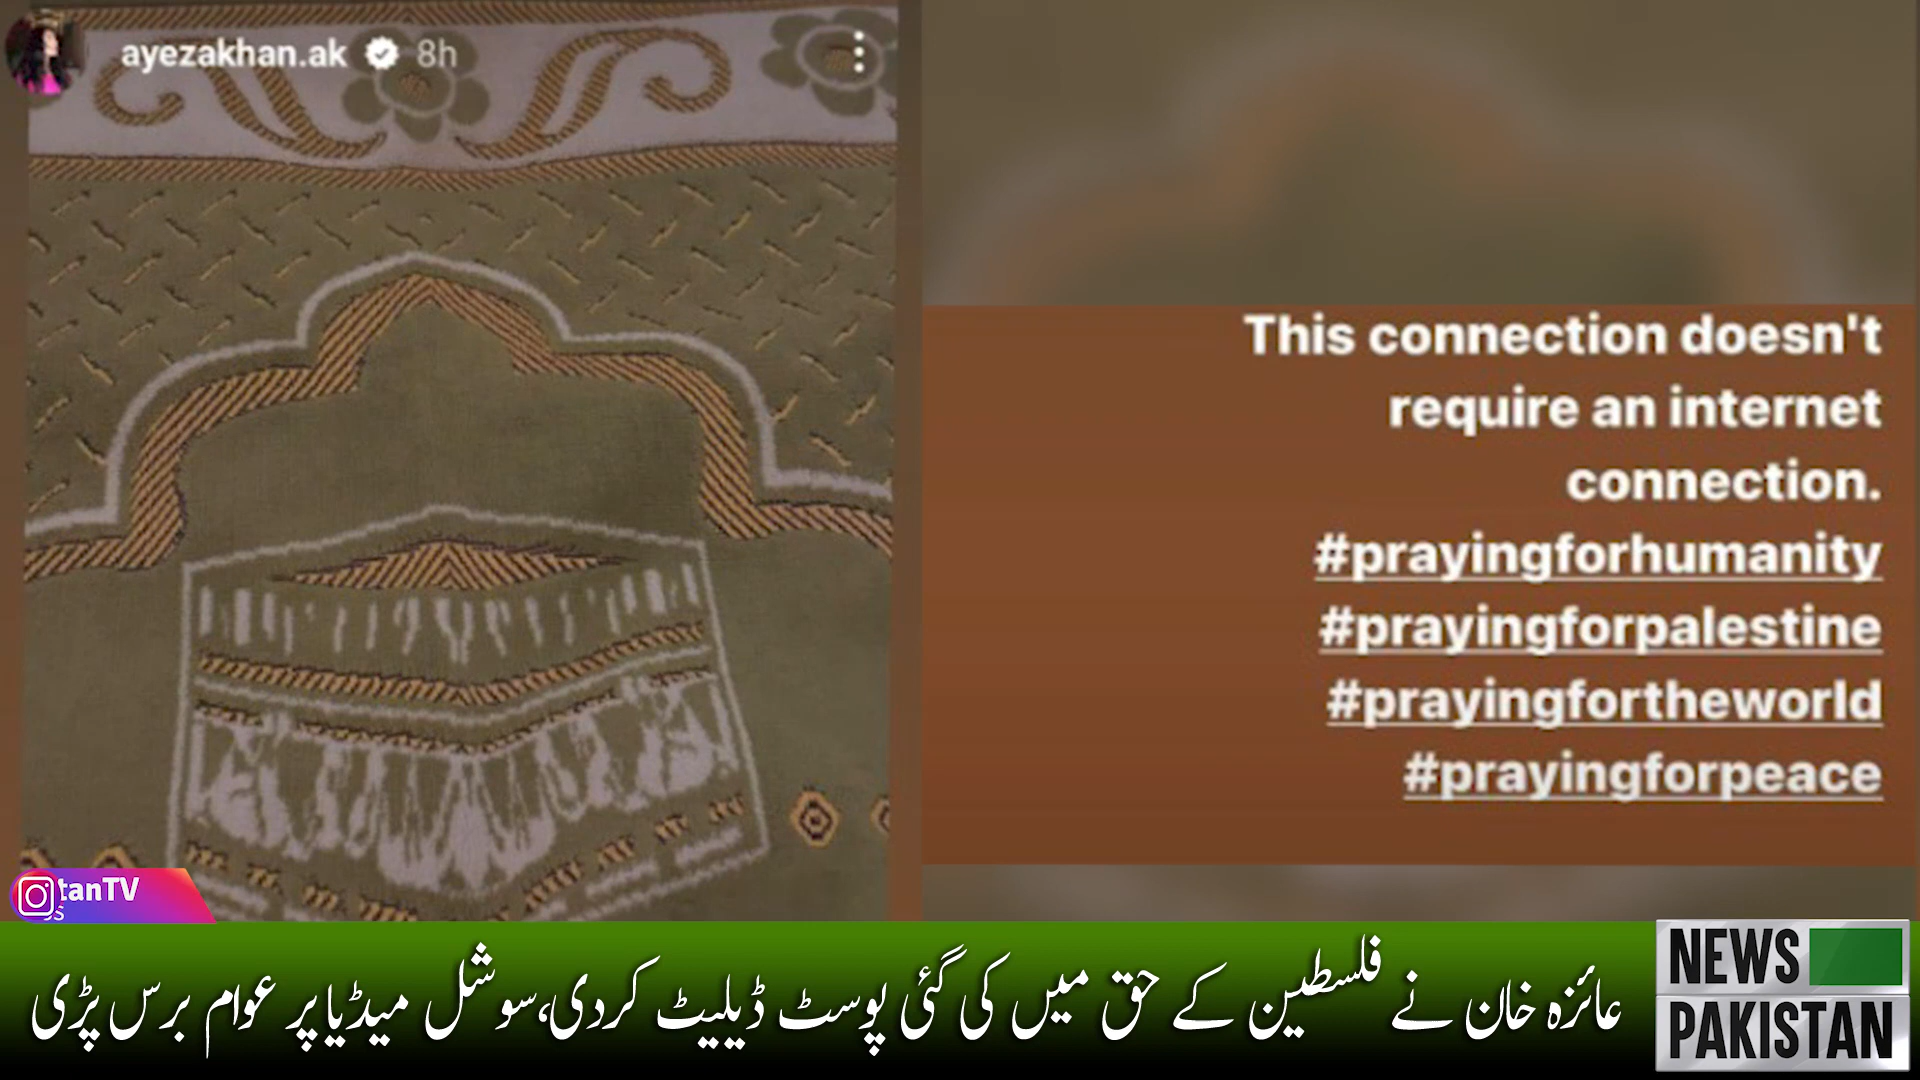 ayezakhan.ak 8h
This connection doesn't
require an internet
connection.
#prayingforhumanity
#prayingforpalestine
#prayingfortheworld
#prayingforpeace
tanTV
عائزہ خان نے فلسطین کے حق میں کی گئی پوسٹ ڈیلیٹ کردی،سوشل میڈیا پر عوام برس پڑی
NEWS
PAKISTAN